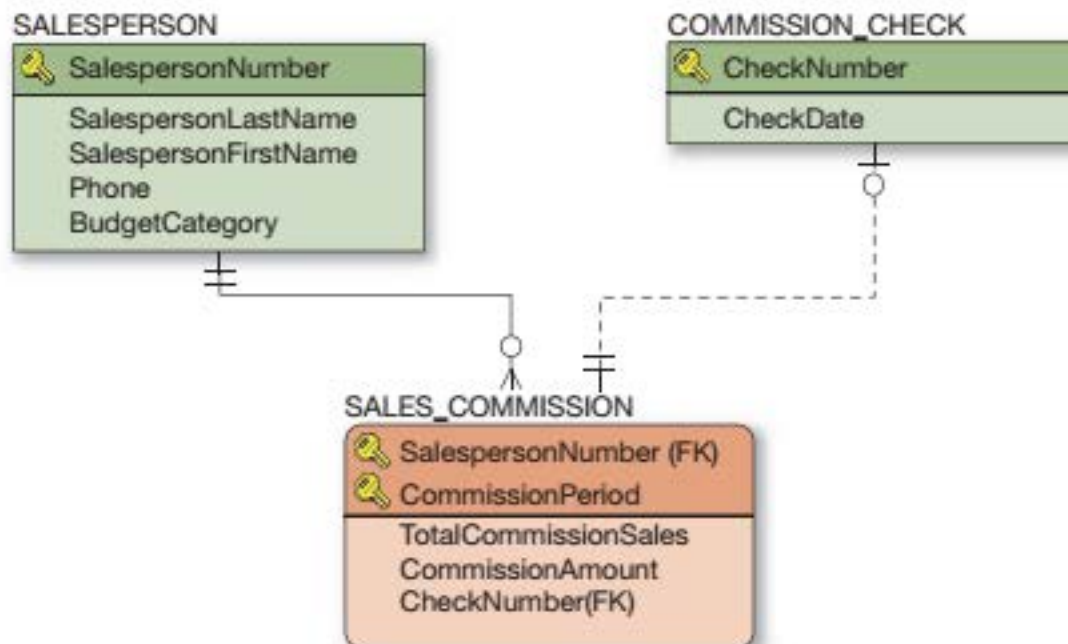 SALESPERSON
SalespersonNumber
SalespersonLastName
SalespersonFirstName
Phone
BudgetCategory
COMMISSION_CHECK
CheckNumber
CheckDate
SALES_COMMISSION
SalespersonNumber (FK)
CommissionPeriod
TotalCommissionSales
CommissionAmount
CheckNumber(FK)